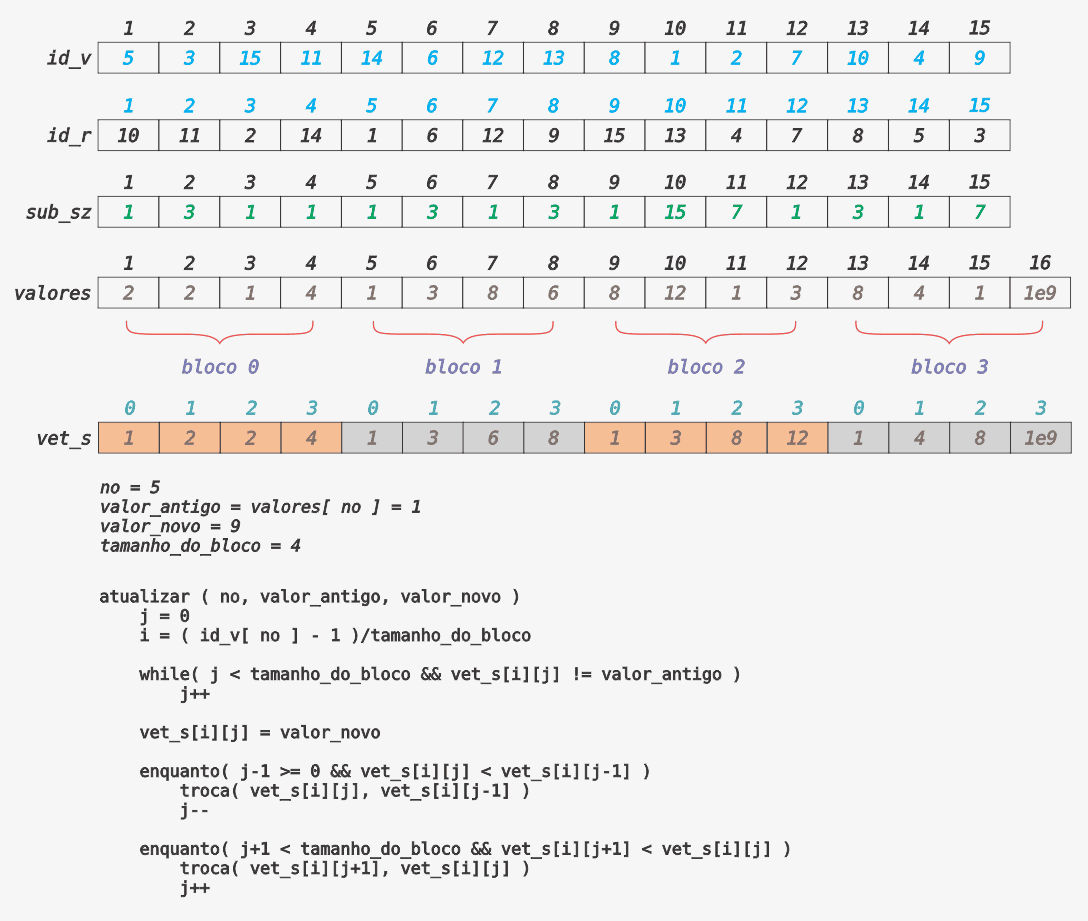 1 2 3 4 5 6 7 8 9 10 11 12 13 14 15
id_v 5 3 15 11 14 6 12 13 8 1 2 7 10 4 9
1 2 3 4 5 6 7 8 9 10 11 12 13 14 15
id_r 10 11 2 14 1 6 12 9 15 13 4 7 8 5 3
1 2 3 4 5 6 7 8 9 10 11 12 13 14 15
sub_sz 1 3 1 1 1 3 1 3 1 15 7 1 3 1 7
1 2 3 4 5 6 7 8 9 10 11 12 13 14 15 16
valores 2 2 1 4 1 3 8 6 8 12 1 3 8 4 1 1e9
bloco 0 bloco 1 bloco 2 bloco 3
0 1 2 3 0 1 2 3 0 1 2 3 0 1 2 3
vet_s 1 2 2 4 1 3 6 8 1 3 8 12 1 4 8 1e9
no = 5
valor_antigo = valores[ no ] = 1
valor_novo = 9
tamanho_do_bloco = 4
atualizar ( no, valor_antigo, valor_novo )
j = 0
i = ( id_v[ no ] - 1 )/tamanho_do_bloco
while( j < tamanho_do_bloco && vet_s[i][j] != valor_antigo )
j++
vet_s[i][j] = valor_novo
enquanto( j-1 >= 0 && vet_s[i][j] < vet_s[i][j-1] )
troca( vet_s[i][j], vet_s[i][j-1] )
j--
enquanto( j+1 < tamanho_do_bloco && vet_s[i][j+1] < vet_s[i][j] )
troca( vet_s[i][j+1], vet_s[i][j] )
j++